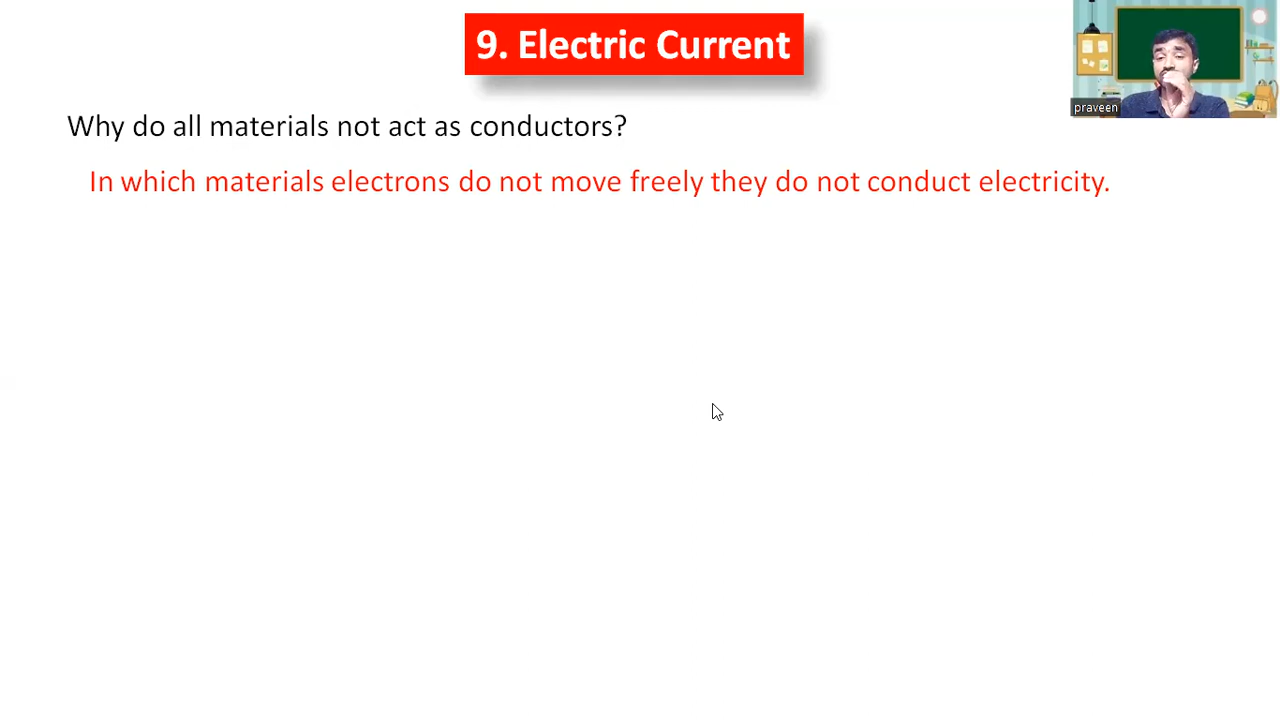 9. Electric Current
praveen
Why do all materials not act as conductors?
In which materials electrons do not move freely they do not conduct electricity.